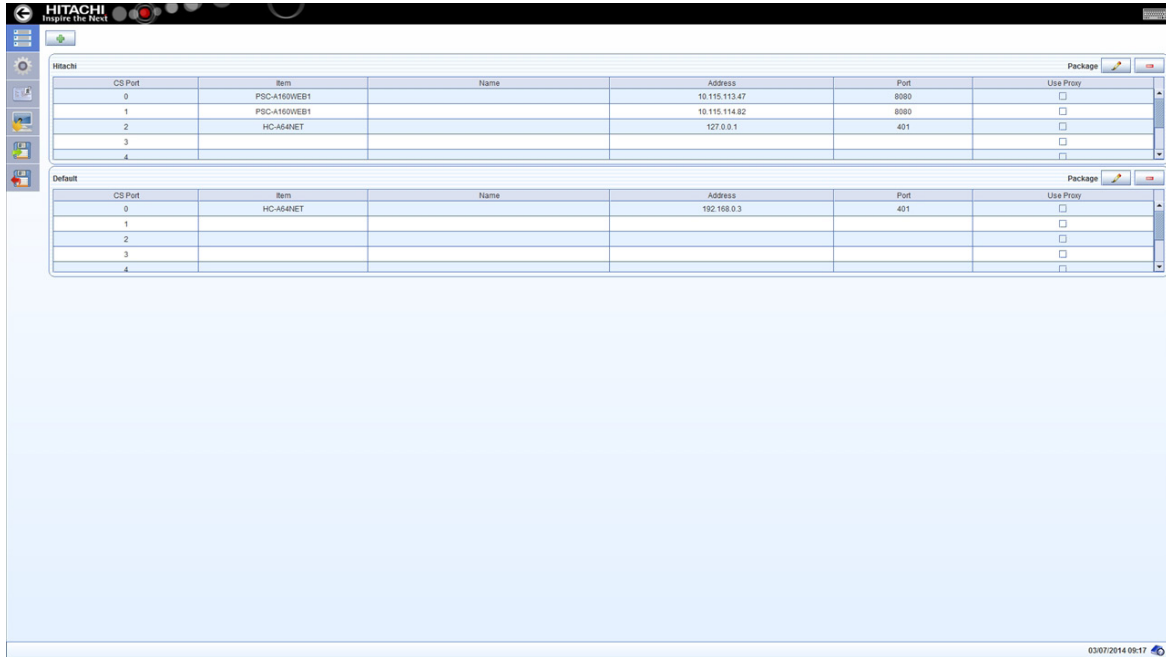 HITACHI
Inspire the Next
Hitachi Package
CS Port Item Name Address Port Use Proxy
0 PSC-A160WEB1 10.115.113.47 8080
1 PSC-A160WEB1 10.115.114.82 8080
2 HC-A64NET 127.0.0.1 401
3
4
Default Package
CS Port Item Name Address Port Use Proxy
0 HC-A64NET 192.168.0.3 401
1
2
3
4
03/07/2014 09:17